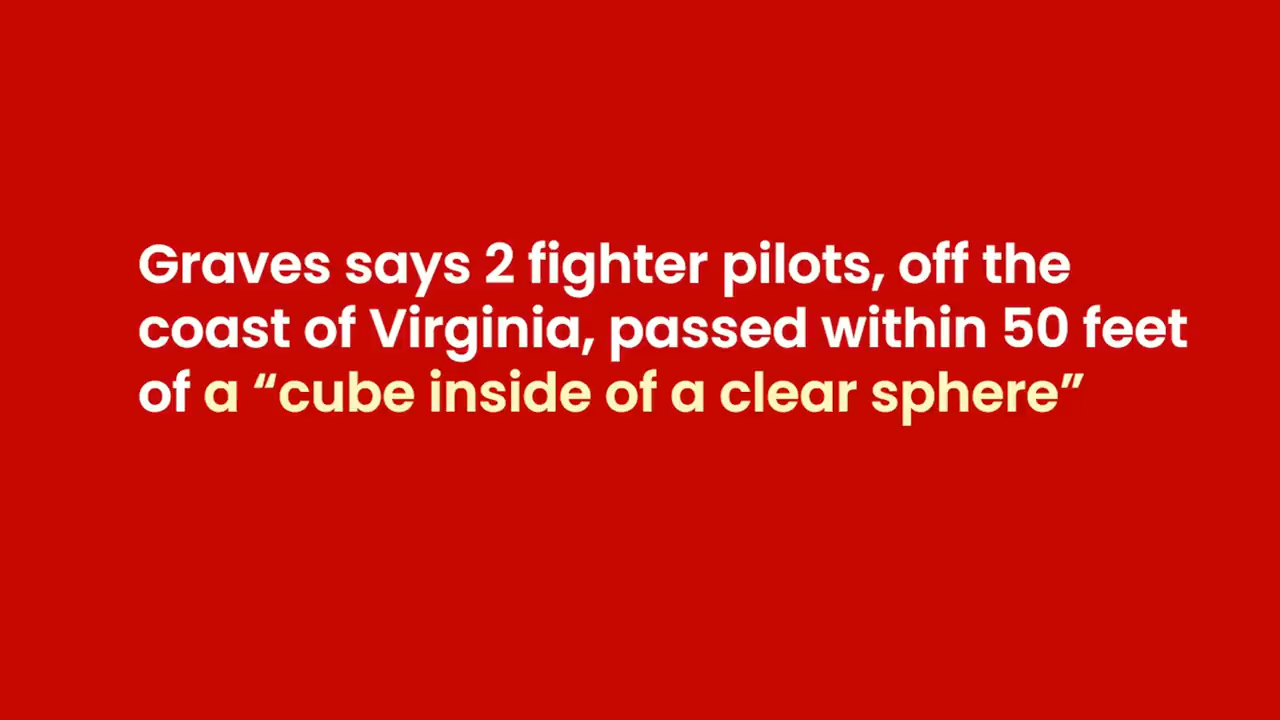 Graves says 2 fighter pilots, off the
coast of Virginia, passed within 50 feet
of a “cube inside of a clear sphere”